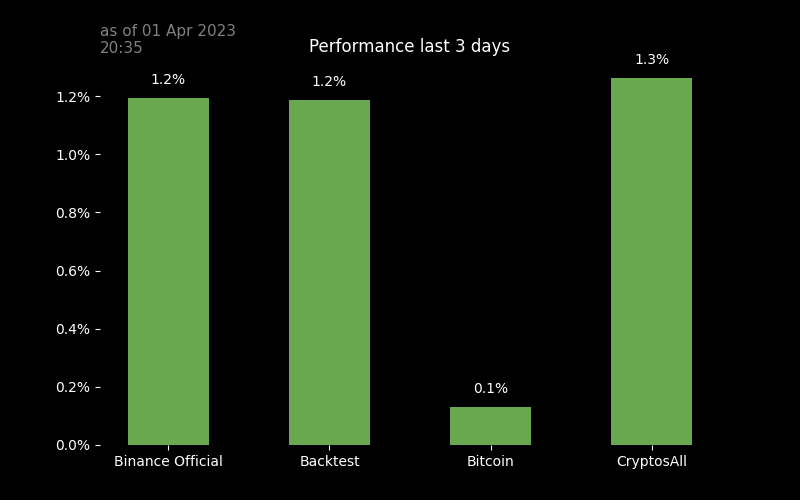 as of 01 Apr 2023
20:35
Performance last 3 days
1.2%
1.2%
0.1%
1.3%
1.2%
1.0%
0.8%
0.6%
0.4%
0.2%
0.0%
Binance Official
Backtest
Bitcoin
CryptosAll